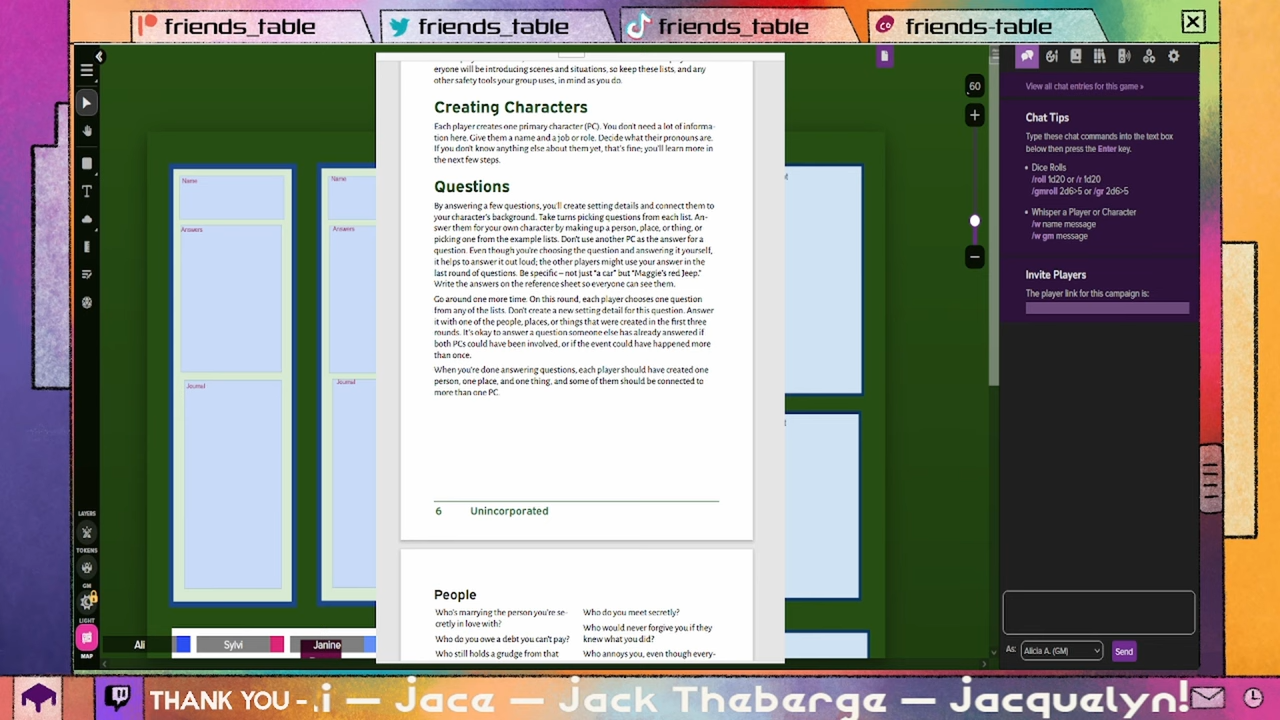 friends_table
friends_table
friends_table
friends-table
eryone will be introducing scenes and situations, so keep these lists, and any
other safety tools your group uses, in mind as you do.
Creating Characters
Each player creates one primary character (PC). You don't need a lot of informa-
tion here. Give them a name and a job or role. Decide what their pronouns are.
If you don't know anything else about them yet, that's fine; you'll learn more in
the next few steps.
Questions
By answering a few questions, you'll create setting details and connect them to
your character's background. Take turns picking questions from each list. An-
swer them for your own character by making up a person, place, or thing, or
picking one from the example lists. Don't use another PC as the answer for a
question. Even though you're choosing the question and answering it yourself,
it helps to answer it out loud; the other players might use your answer in the
last round of questions. Be specific – not just "a car" but "Maggie's red Jeep."
Write the answers on the reference sheet so everyone can see them.
Go around one more time. On this round, each player chooses one question
from any of the lists. Don't create a new setting detail for this question. Answer
it with one of the people, places, or things that were created in the first three
rounds. It's okay to answer a question someone else has already answered if
both PCs could have been involved, or if the event could have happened more
than once.
When you're done answering questions, each player should have created one
person, one place, and one thing, and some of them should be connected to
more than one PC.
6 Unincorporated
People
Who's marrying the person you're se-
cretly in love with?
Who do you owe a debt you can't pay?
Who still holds a grudge from that
Who do you meet secretly?
Who would never forgive you if they
knew what you did?
Who annoys you, even though every-
Name
Answers
Journal
Name
Answers
Journal
Ali
Sylvi
Janine
LAYERS
TOKENS
GM
LIGHT
MAP
60
View all chat entries for this game »
Chat Tips
Type these chat commands into the text box
below then press the Enter key.
• Dice Rolls
/roll 1d20 or /r 1d20
/gmroll 2d6>5 or /gr 2d6>5
• Whisper a Player or Character
/w name message
/w gm message
Invite Players
The player link for this campaign is:
As: Alicia A. (GM) Send
THANK YOU - .i — Jace — Jack Theberge — Jacquelyn!